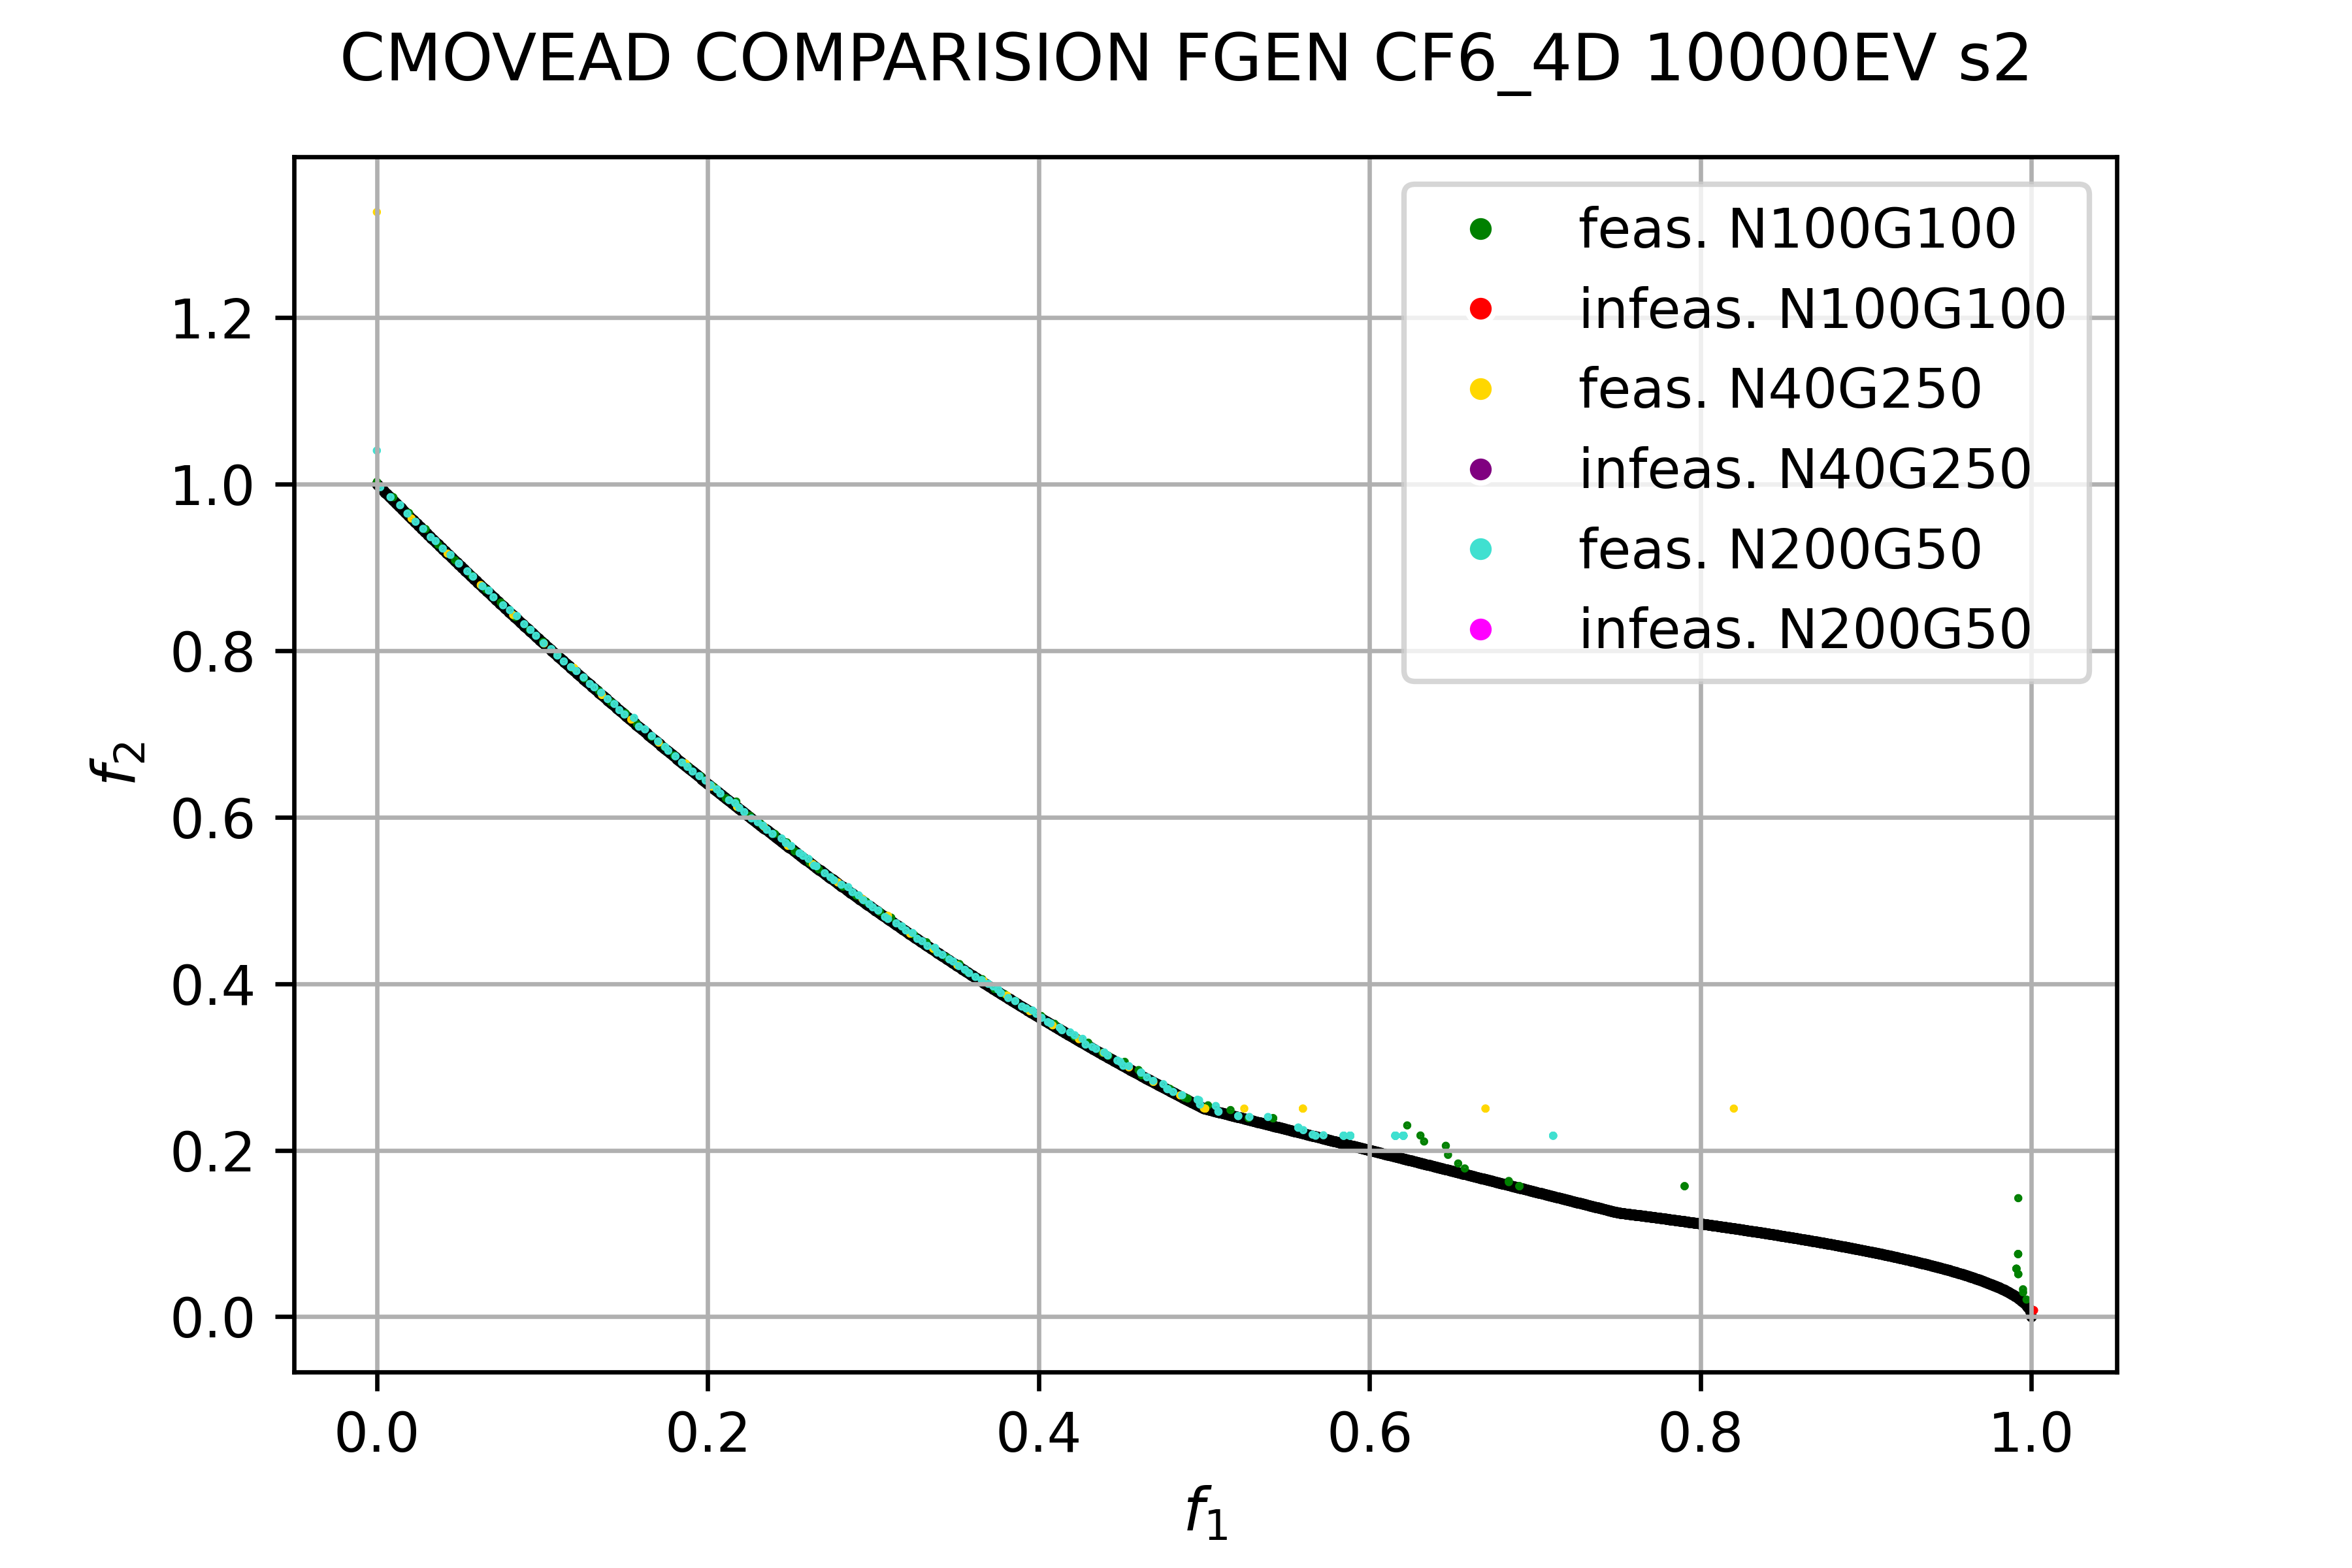 CMOVEAD COMPARISION FGEN CF6_4D 10000EV s2
feas. N100G100
infeas. N100G100
feas. N40G250
infeas. N40G250
feas. N200G50
infeas. N200G50
1.2
1.0
0.8
0.6
0.4
0.2
0.0
f2
0.0 0.2 0.4 0.6 0.8 1.0
f1